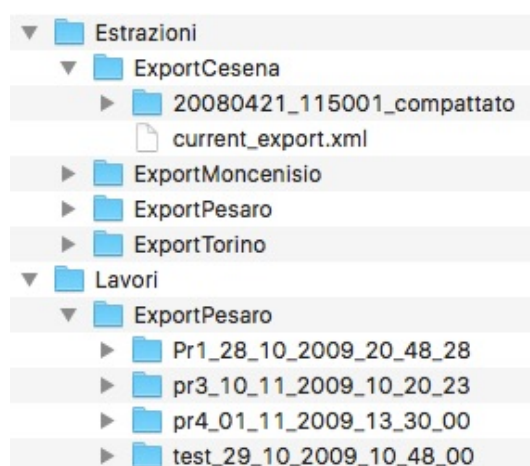 Estrazioni
ExportCesena
20080421_115001_compattato
current_export.xml
ExportMoncenisio
ExportPesaro
ExportTorino
Lavori
ExportPesaro
Pr1_28_10_2009_20_48_28
pr3_10_11_2009_10_20_23
pr4_01_11_2009_13_30_00
test_29_10_2009_10_48_00